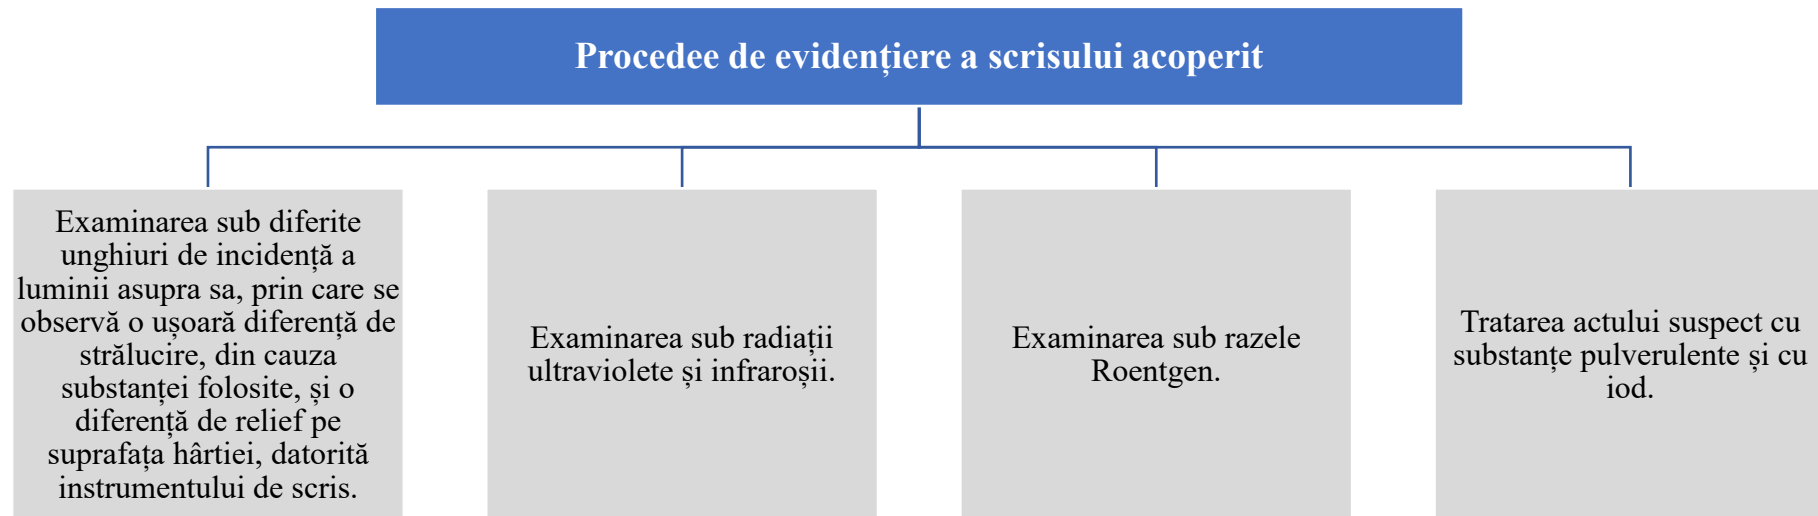 Procedee de evidențiere a scrisului acoperit
Examinarea sub diferite
unghiuri de incidență a
luminii asupra sa, prin care se
observă o ușoară diferență de
strălucire, din cauza
substanței folosite, și o
diferență de relief pe
suprafața hârtiei, datorită
instrumentului de scris.
Examinarea sub radiații
ultraviolete și infraroșii.
Examinarea sub razele
Roentgen.
Tratarea actului suspect cu
substanțe pulverulente și cu
iod.